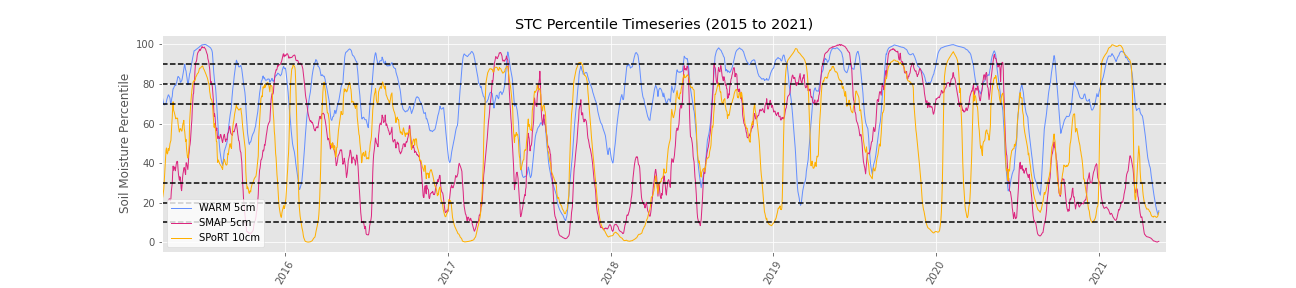 STC Percentile Timeseries (2015 to 2021)
Soil Moisture Percentile
100
80
60
40
20
0
WARM 5cm
SMAP 5cm
SPoRT 10cm
2016
2017
2018
2019
2020
2021